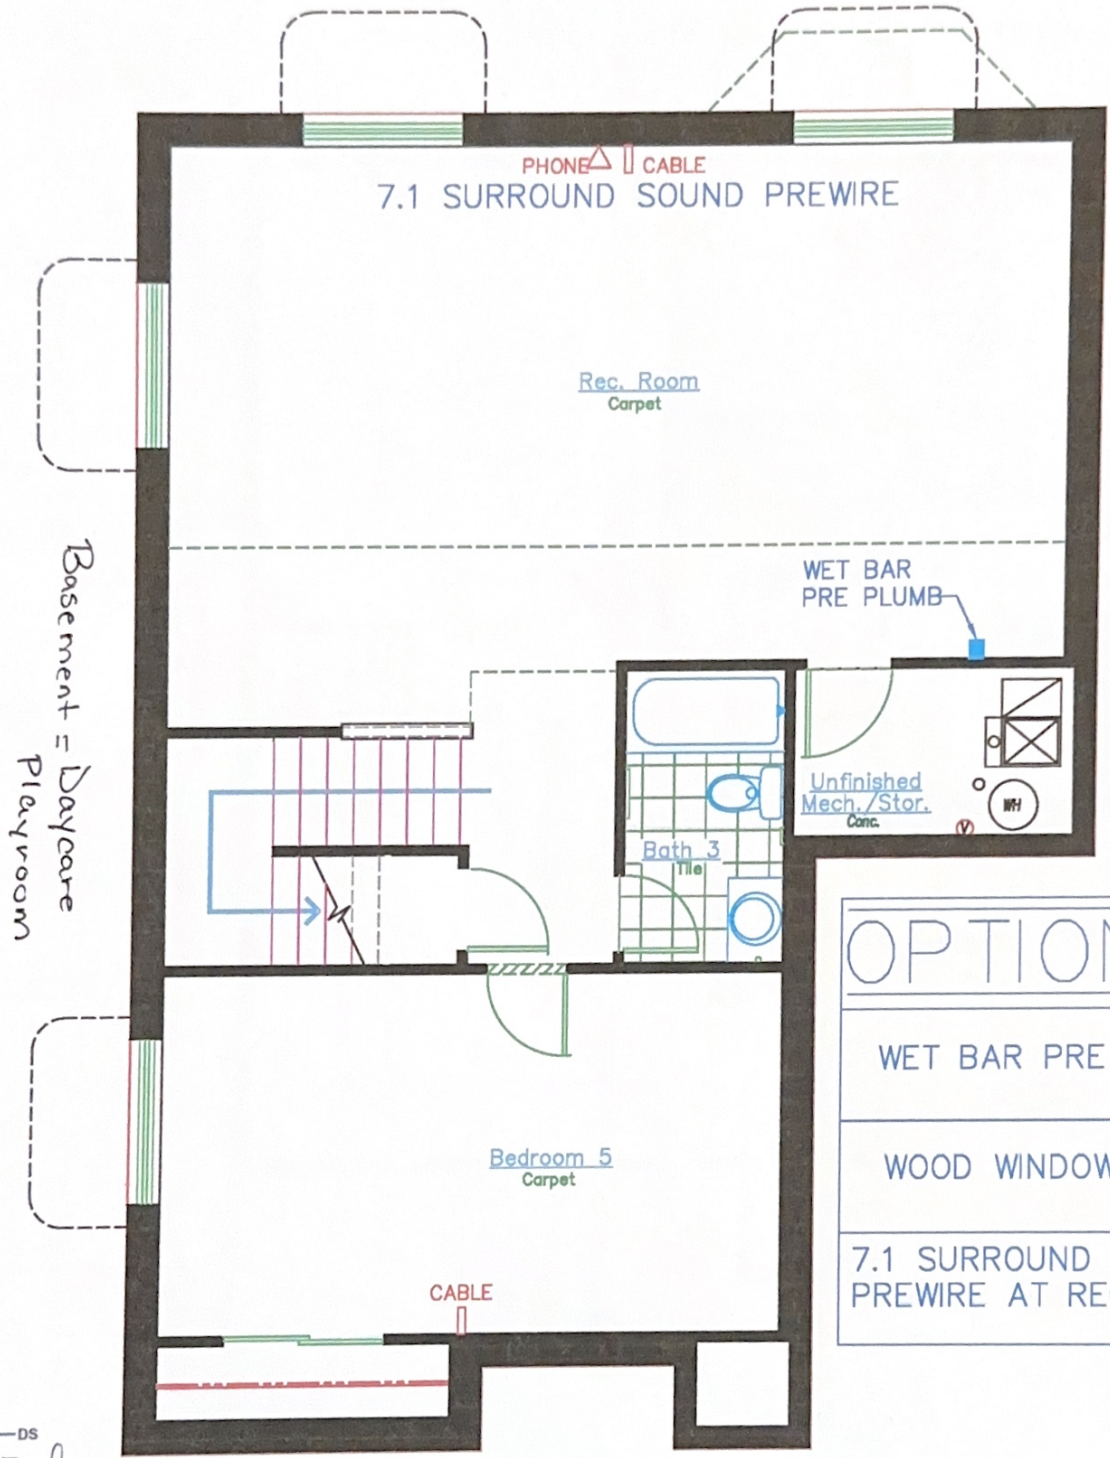 PHONE
CABLE
7.1 SURROUND SOUND PREWIRE
Rec. Room
Carpet
WET BAR
PRE PLUMB
Basement = Daycare
Playroom
Unfinished
Mech./Stor.
Conc.
WH
V
Bath 3
Tile
OPTION
WET BAR PRE
WOOD WINDOW
7.1 SURROUND
PREWIRE AT RE
Bedroom 5
Carpet
CABLE
DS